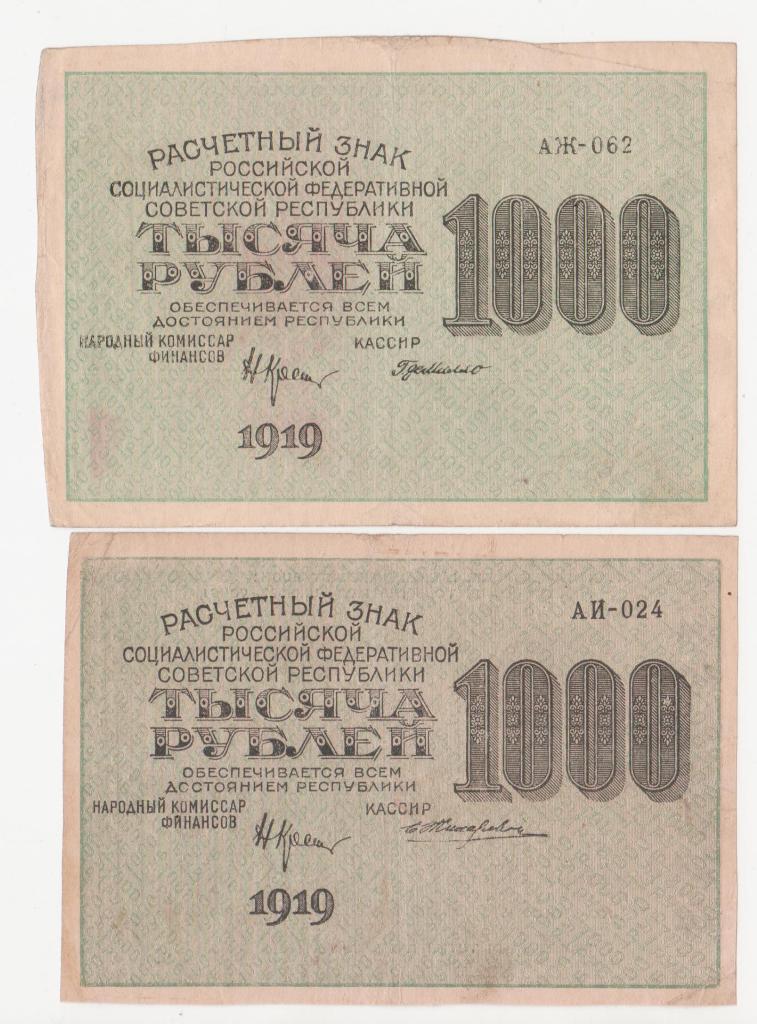 РАСЧЕТНЫЙ ЗНАК
АЖ-062
РОССИЙСКОЙ
СОЦИАЛИСТИЧЕСКОЙ ФЕДЕРАТИВНОЙ
СОВЕТСКОЙ РЕСПУБЛИКИ
ТЫСЯЧА
РУБЛЕЙ
1000
ОБЕСПЕЧИВАЕТСЯ ВСЕМ
ДОСТОЯНИЕМ РЕСПУБЛИКИ
НАРОДНЫЙ КОМИССАР
ФИНАНСОВ
КАССИР
1919
РАСЧЕТНЫЙ ЗНАК
АИ-024
РОССИЙСКОЙ
СОЦИАЛИСТИЧЕСКОЙ ФЕДЕРАТИВНОЙ
СОВЕТСКОЙ РЕСПУБЛИКИ
ТЫСЯЧА
РУБЛЕЙ
1000
ОБЕСПЕЧИВАЕТСЯ ВСЕМ
ДОСТОЯНИЕМ РЕСПУБЛИКИ
НАРОДНЫЙ КОМИССАР
ФИНАНСОВ
КАССИР
1919